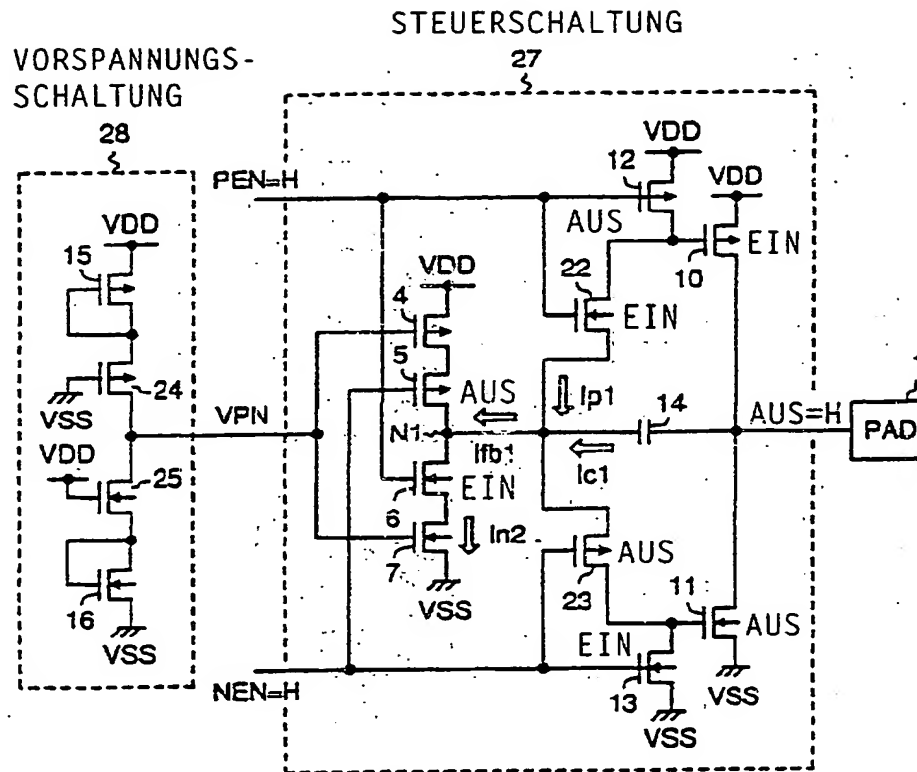 STEUERSCHALTUNG
27
VORSPANNUNGS-
SCHALTUNG
28
VDD
12
VDD
PEN=H
AUS
EIN
10
VDD
15
VDD
22
EIN
4
5
AUS
24
VSS
VPN
Ip1
14
AUS=H
PAD
N1
Ifb1
Ic1
VDD
25
EIN
6
In2
7
AUS
23
11
AUS
16
VSS
VSS
EIN
VSS
NEN=H
13
VSS